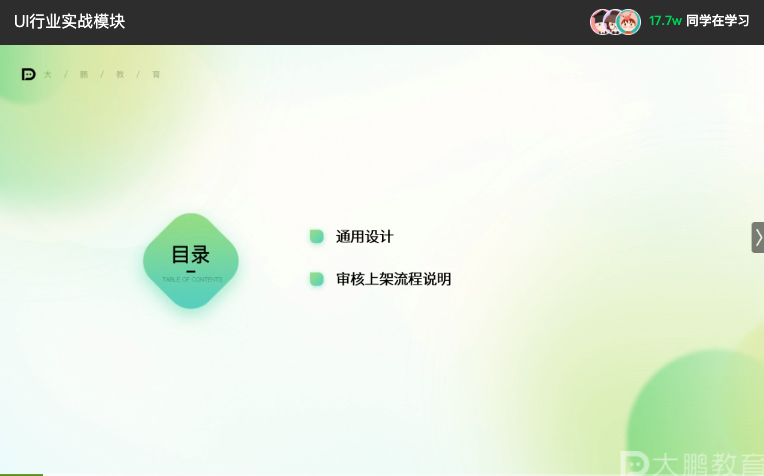 UI行业实战模块
17.7w 同学在学习
大 / 鹏 / 教 / 育
目录
TABLE OF CONTENTS
通用设计
审核上架流程说明
大鹏教育